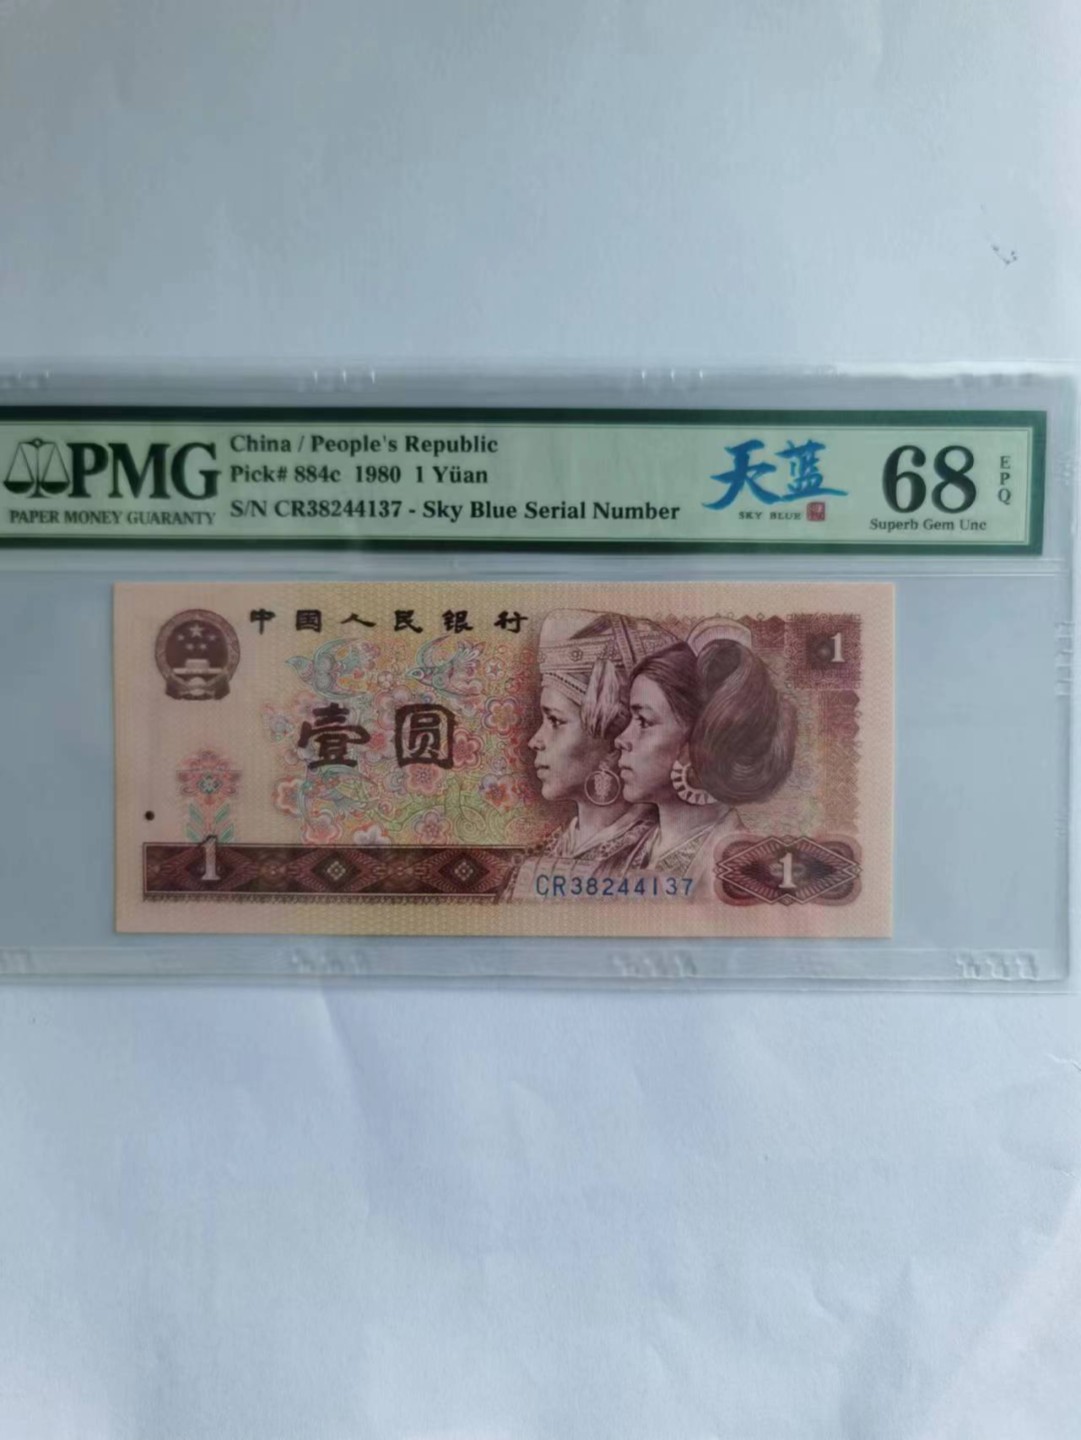 PMG
PAPER MONEY GUARANTY
China / People's Republic
Pick# 884c 1980 1 Yüan
S/N CR38244137 - Sky Blue Serial Number
天蓝
SKY BLUE
68
EPQ
Superb Gem Unc
中国人民银行
1
壹圆
1
1
CR38244137